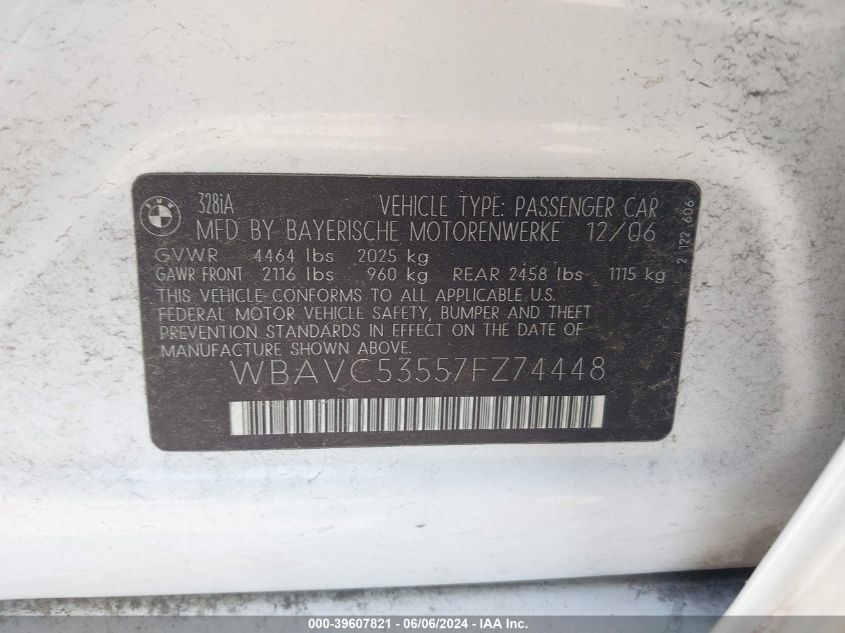 BMW
328iA VEHICLE TYPE: PASSENGER CAR
MFD BY BAYERISCHE MOTORENWERKE 12/06
GVWR 4464 lbs 2025 kg
GAWR FRONT 2116 lbs 960 kg REAR 2458 lbs 1115 kg
THIS VEHICLE CONFORMS TO ALL APPLICABLE U.S.
FEDERAL MOTOR VEHICLE SAFETY, BUMPER AND THEFT
PREVENTION STANDARDS IN EFFECT ON THE DATE OF
MANUFACTURE SHOWN ABOVE.
WBAVC53557FZ74448
2 122 606
000-39607821 - 06/06/2024 - IAA Inc.